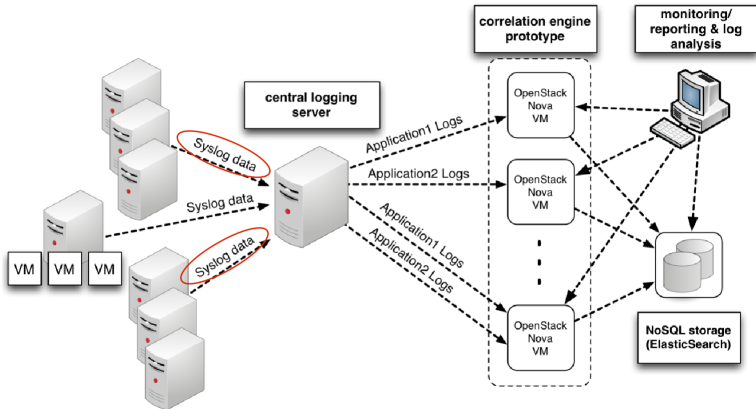 correlation engine
prototype
monitoring/
reporting & log
analysis
central logging
server
OpenStack
Nova
VM
Syslog data
Application1 Logs
Application2 Logs
OpenStack
Nova
VM
Syslog data
Application1 Logs
Application2 Logs
VM
VM
VM
Syslog data
OpenStack
Nova
VM
NoSQL storage
(ElasticSearch)